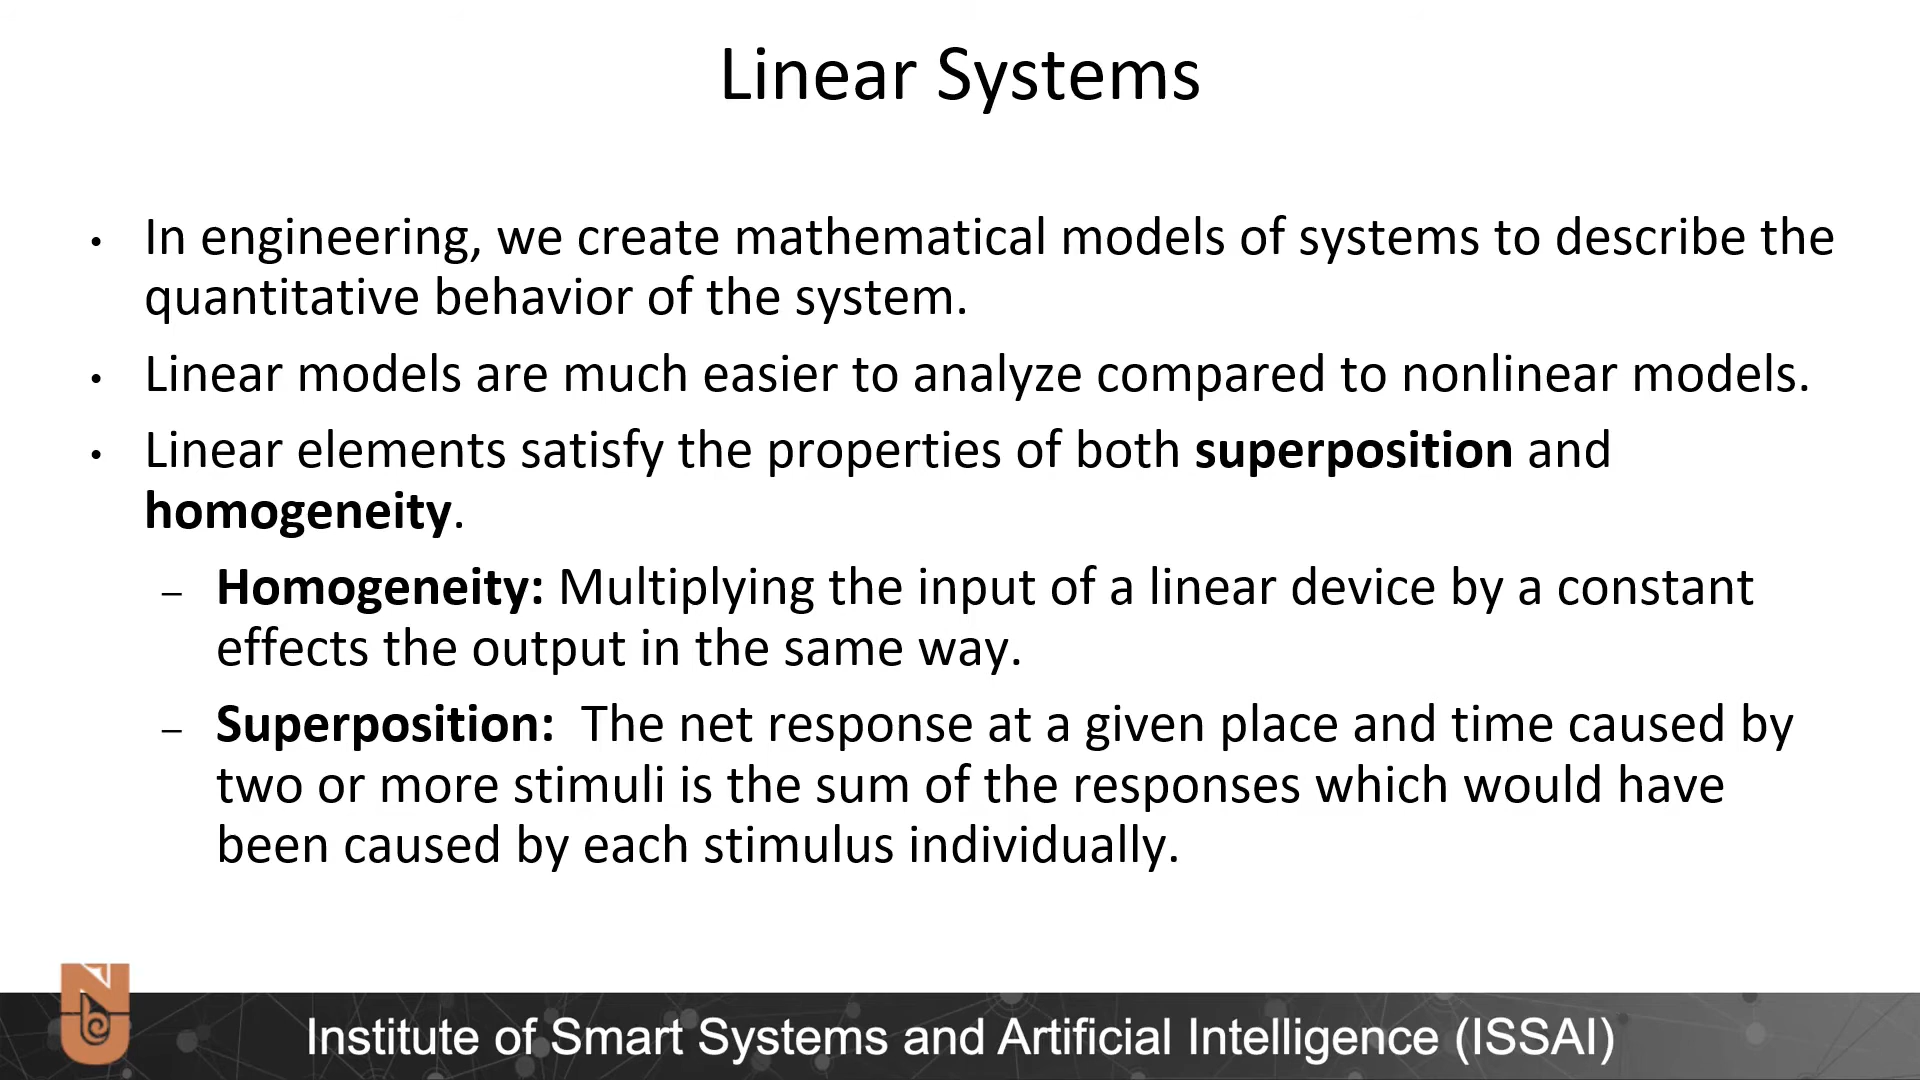 Linear Systems
• In engineering, we create mathematical models of systems to describe the
quantitative behavior of the system.
• Linear models are much easier to analyze compared to nonlinear models.
• Linear elements satisfy the properties of both superposition and
homogeneity.
– Homogeneity: Multiplying the input of a linear device by a constant
effects the output in the same way.
– Superposition:  The net response at a given place and time caused by
two or more stimuli is the sum of the responses which would have
been caused by each stimulus individually.
Institute of Smart Systems and Artificial Intelligence (ISSAI)